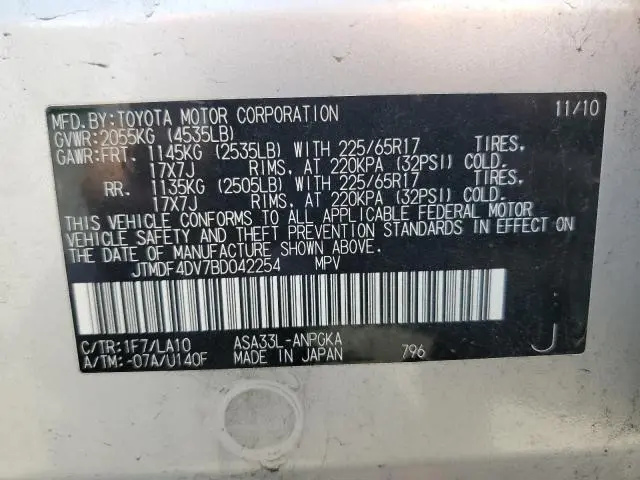 MFD.BY:TOYOTA MOTOR CORPORATION 11/10
GVWR:2055KG (4535LB)
GAWR:FRT. 1145KG (2535LB) WITH 225/65R17 TIRES.
17X7J RIMS. AT 220KPA (32PSI) COLD.
RR. 1135KG (2505LB) WITH 225/65R17 TIRES.
17X7J RIMS. AT 220KPA (32PSI) COLD.
THIS VEHICLE CONFORMS TO ALL APPLICABLE FEDERAL MOTOR
VEHICLE SAFETY AND THEFT PREVENTION STANDARDS IN EFFECT ON
THE DATE OF MANUFACTURE SHOWN ABOVE.
JTMDF4DV7BD042254 MPV
C/TR:1F7/LA10 ASA33L-ANPGKA
A/TM:-07A/U140F MADE IN JAPAN 796 J